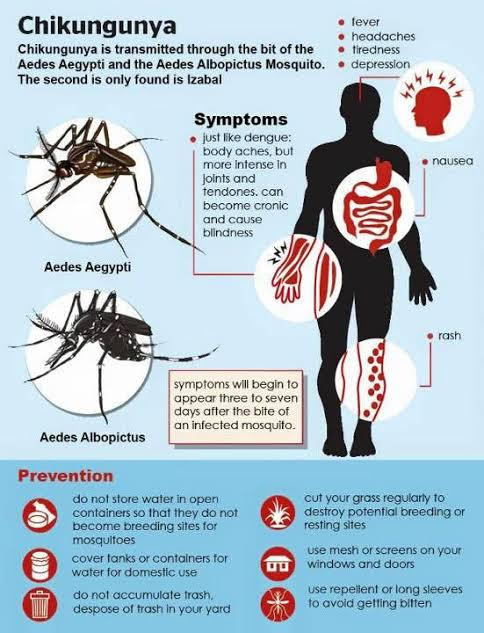 Chikungunya
Chikungunya is transmitted through the bit of the
Aedes Aegypti and the Aedes Albopictus Mosquito.
The second is only found is Izabal
fever
headaches
tiredness
depression
Symptoms
just like dengue:
body aches, but
more intense in
joints and
tendones. can
become cronic
and cause
blindness
nausea
Aedes Aegypti
rash
symptoms will begin to
appear three to seven
days after the bite of
an infected mosquito.
Aedes Albopictus
Prevention
do not store water in open
containers so that they do not
become breeding sites for
mosquitoes
cover tanks or containers for
water for domestic use
do not accumulate trash,
despose of trash in your yard
cut your grass regularly to
destroy potential breeding or
resting sites
use mesh or screens on your
windows and doors
use repellent or long sleeves
to avoid getting bitten